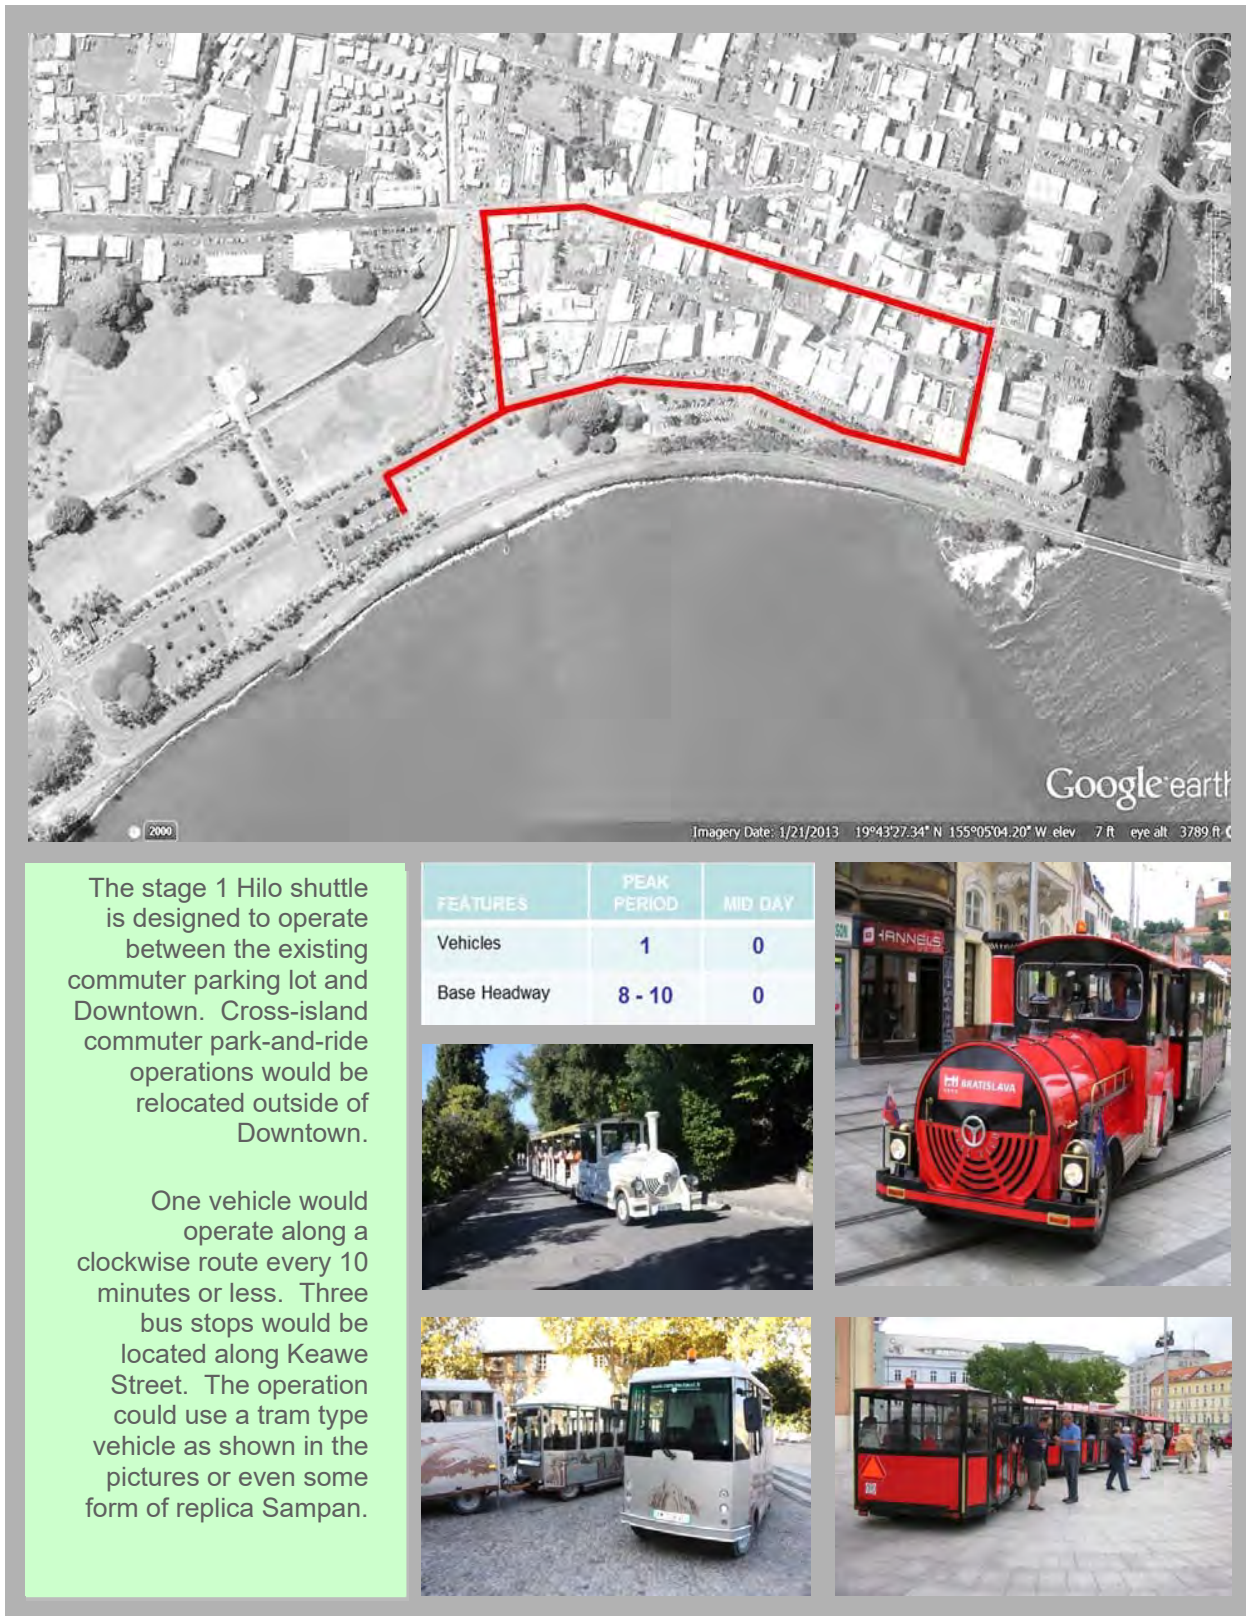 Google earth
2000
Imagery Date: 1/21/2013 19°43'27.34" N 155°05'04.20" W elev 7 ft eye alt 3789 ft
The stage 1 Hilo shuttle
is designed to operate
between the existing
commuter parking lot and
Downtown. Cross-island
commuter park-and-ride
operations would be
relocated outside of
Downtown.
One vehicle would
operate along a
clockwise route every 10
minutes or less. Three
bus stops would be
located along Keawe
Street. The operation
could use a tram type
vehicle as shown in the
pictures or even some
form of replica Sampan.
FEATURES PEAK PERIOD MID DAY
Vehicles 1 0
Base Headway 8 - 10 0
HANNELS
BRATISLAVA